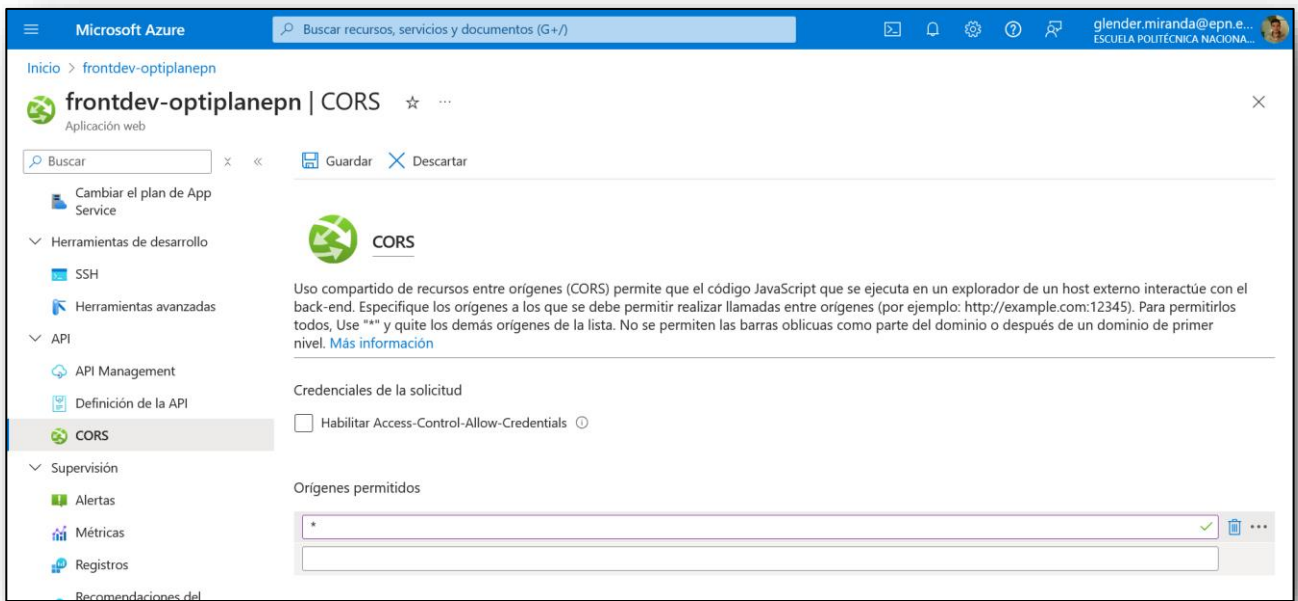 Microsoft Azure
Buscar recursos, servicios y documentos (G+/)
glender.miranda@epn.e...
ESCUELA POLITÉCNICA NACIONA...
Inicio > frontdev-optiplanepn
frontdev-optiplanepn | CORS
Aplicación web
Buscar
Guardar
Descartar
Cambiar el plan de App
Service
Herramientas de desarrollo
SSH
Herramientas avanzadas
API
API Management
Definición de la API
CORS
Supervisión
Alertas
Métricas
Registros
Recomendaciones del
CORS
Uso compartido de recursos entre orígenes (CORS) permite que el código JavaScript que se ejecuta en un explorador de un host externo interactúe con el
back-end. Especifique los orígenes a los que se debe permitir realizar llamadas entre orígenes (por ejemplo: http://example.com:12345). Para permitirlos
todos, Use "*" y quite los demás orígenes de la lista. No se permiten las barras oblicuas como parte del dominio o después de un dominio de primer
nivel. Más información
Credenciales de la solicitud
Habilitar Access-Control-Allow-Credentials
Orígenes permitidos
*